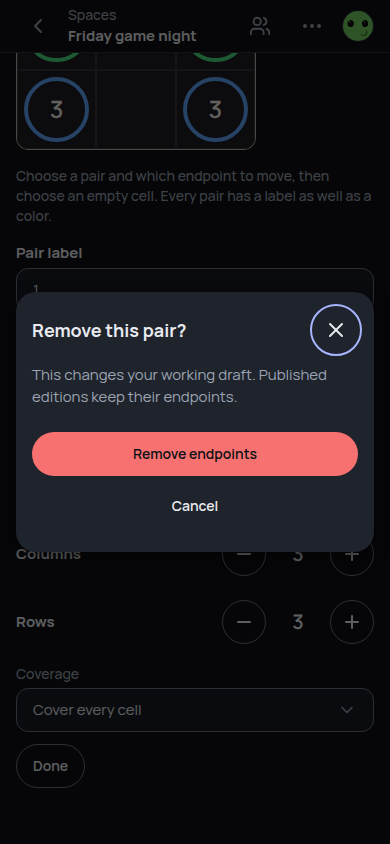 Spaces
Friday game night
3 3
Choose a pair and which endpoint to move, then
choose an empty cell. Every pair has a label as well as a
color.
Pair label
1
Remove this pair?
This changes your working draft. Published
editions keep their endpoints.
Remove endpoints
Cancel
Columns 3
Rows 3
Coverage
Cover every cell
Done